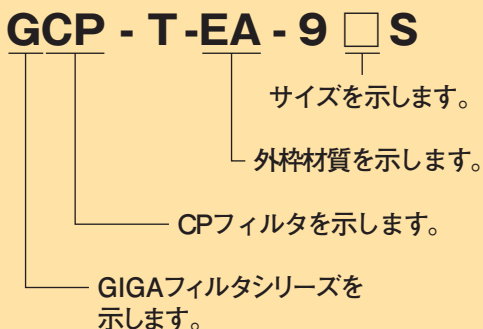 GCP - T -EA - 9 □ S
サイズを示します。
外枠材質を示します。
CPフィルタを示します。
GIGAフィルタシリーズを
示します。